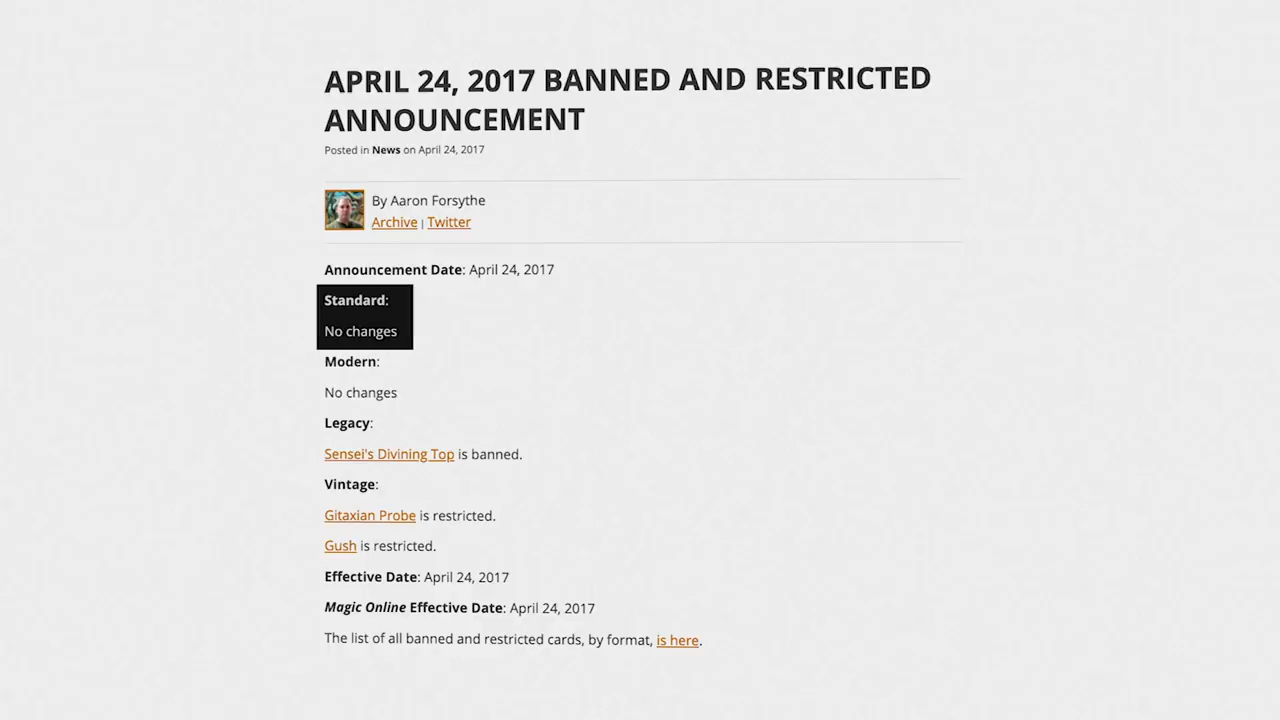 APRIL 24, 2017 BANNED AND RESTRICTED
ANNOUNCEMENT
Posted in News on April 24, 2017
By Aaron Forsythe
Archive | Twitter
Announcement Date: April 24, 2017
Standard:
No changes
Modern:
No changes
Legacy:
Sensei's Divining Top is banned.
Vintage:
Gitaxian Probe is restricted.
Gush is restricted.
Effective Date: April 24, 2017
Magic Online Effective Date: April 24, 2017
The list of all banned and restricted cards, by format, is here.